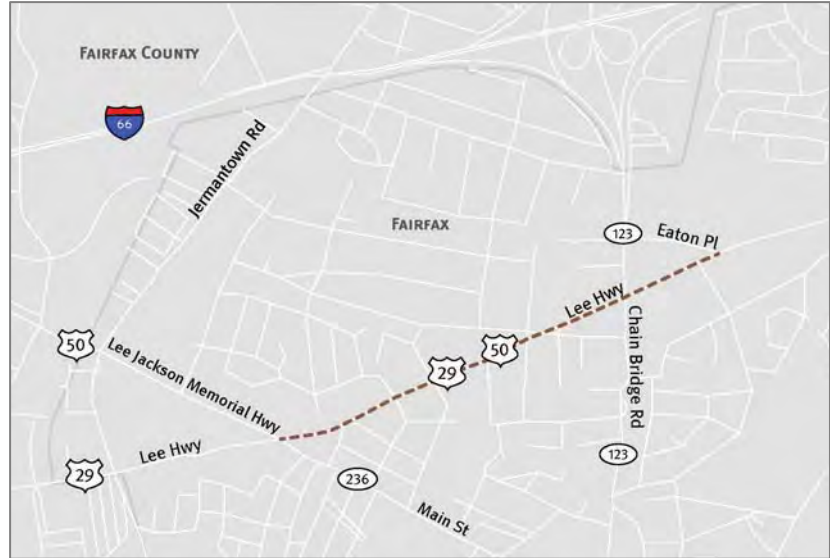 Fairfax County
66
Jermantown Rd
Fairfax
123
Eaton Pl
Lee Hwy
50
Lee Jackson Memorial Hwy
50
29
Chain Bridge Rd
Lee Hwy
29
236
123
Main St